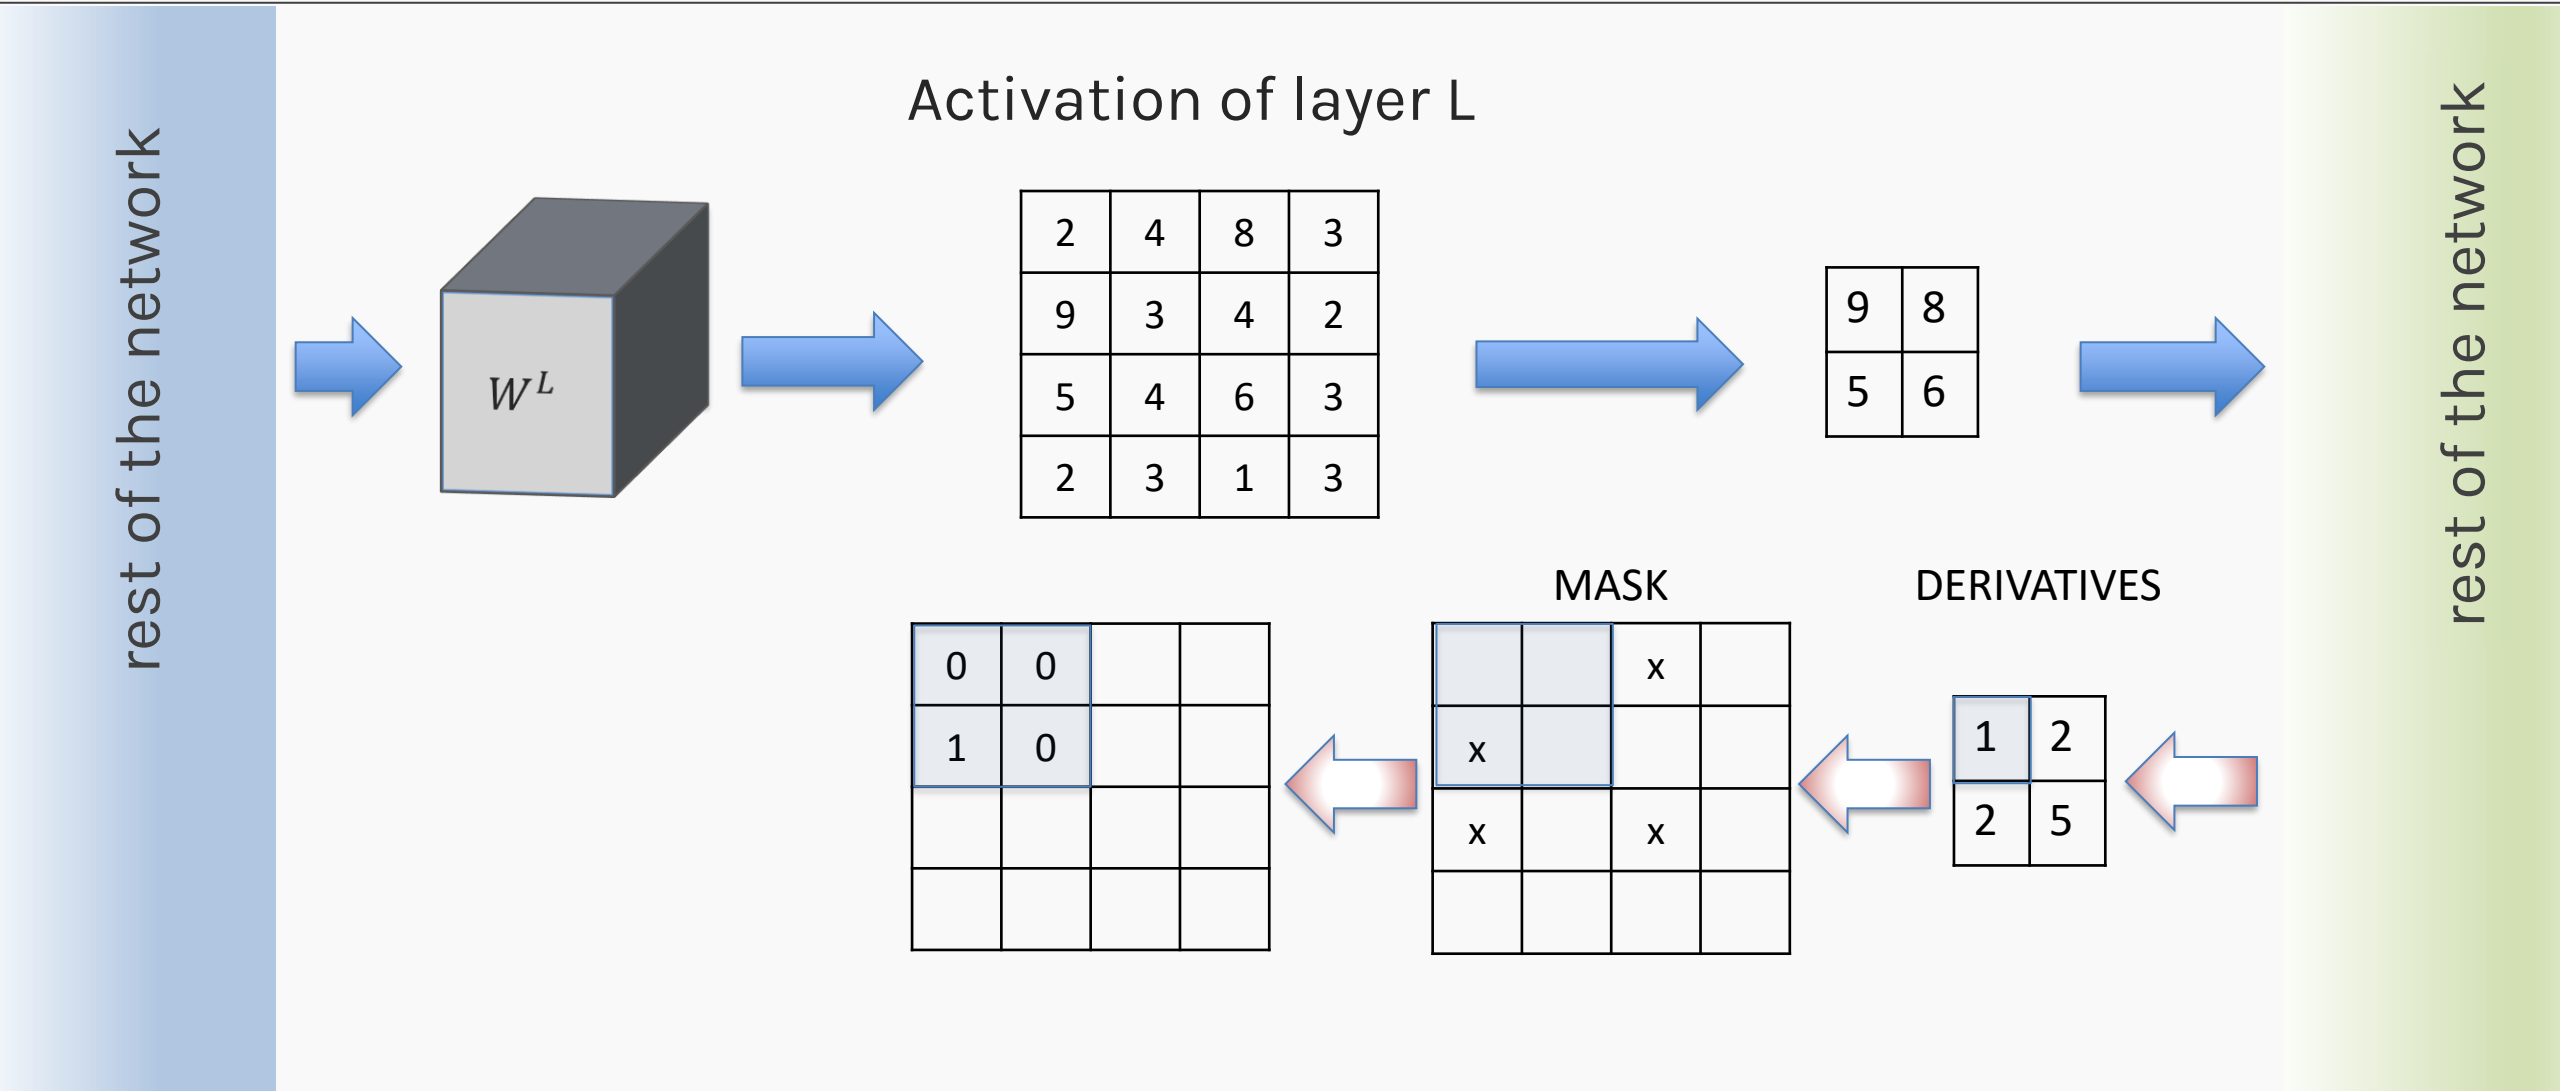 rest of the network
Activation of layer L
W^L
2 4 8 3
9 3 4 2
5 4 6 3
2 3 1 3
9 8
5 6
rest of the network
MASK
DERIVATIVES
0 0
1 0
x
x
x x
1 2
2 5